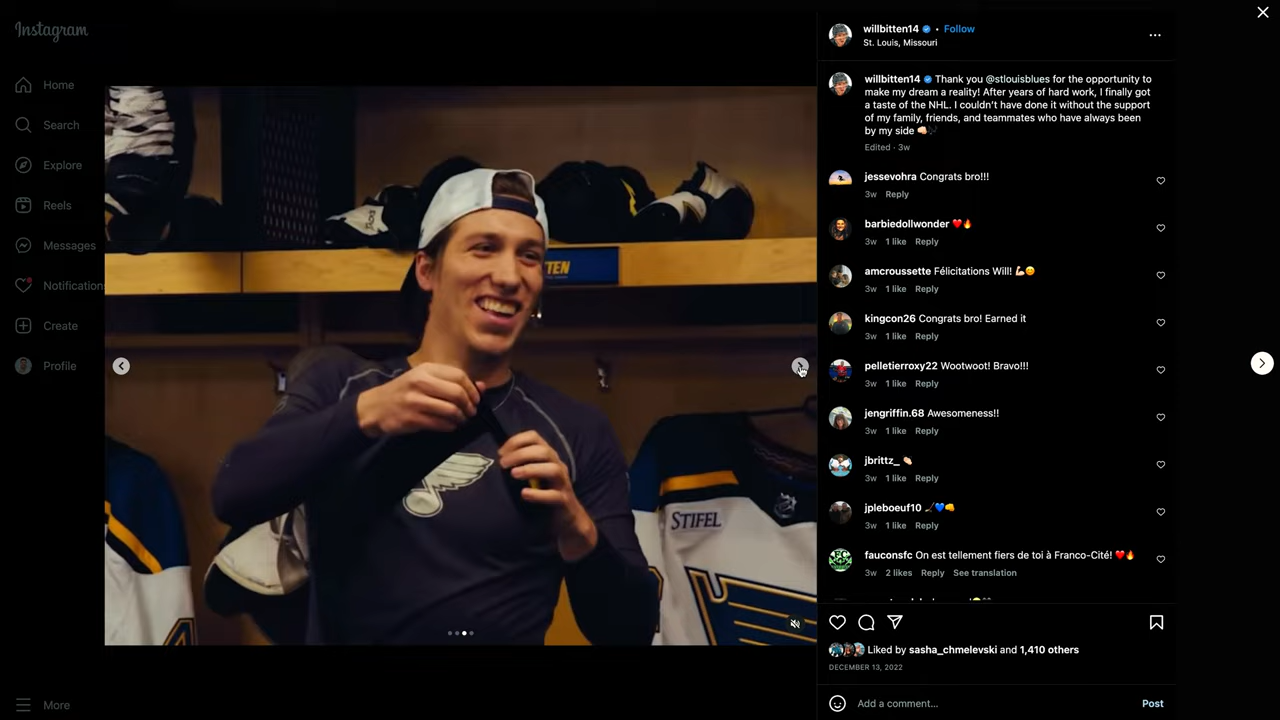 Instagram
Home
Search
Explore
Reels
Messages
Notifications
Create
Profile
More
TTEN
STIFEL
willbitten14 • Follow
St. Louis, Missouri
willbitten14 Thank you @stlouisblues for the opportunity to
make my dream a reality! After years of hard work, I finally got
a taste of the NHL. I couldn't have done it without the support
of my family, friends, and teammates who have always been
by my side 👊🏻🎶
Edited · 3w
jessevohra Congrats bro!!!
3w Reply
barbiedollwonder ❤️🔥
3w 1 like Reply
amcroussette Félicitations Will! 💪🏻😊
3w 1 like Reply
kingcon26 Congrats bro! Earned it
3w 1 like Reply
pelletierroxy22 Wootwoot! Bravo!!!
3w 1 like Reply
jengriffin.68 Awesomeness!!
3w 1 like Reply
jbrittz_ 👏🏻
3w 1 like Reply
jpleboeuf10 🏒💙👊
3w 1 like Reply
fauconsfc On est tellement fiers de toi à Franco-Cité! ❤️🔥
3w 2 likes Reply See translation
Liked by sasha_chmelevski and 1,410 others
DECEMBER 13, 2022
Add a comment... Post